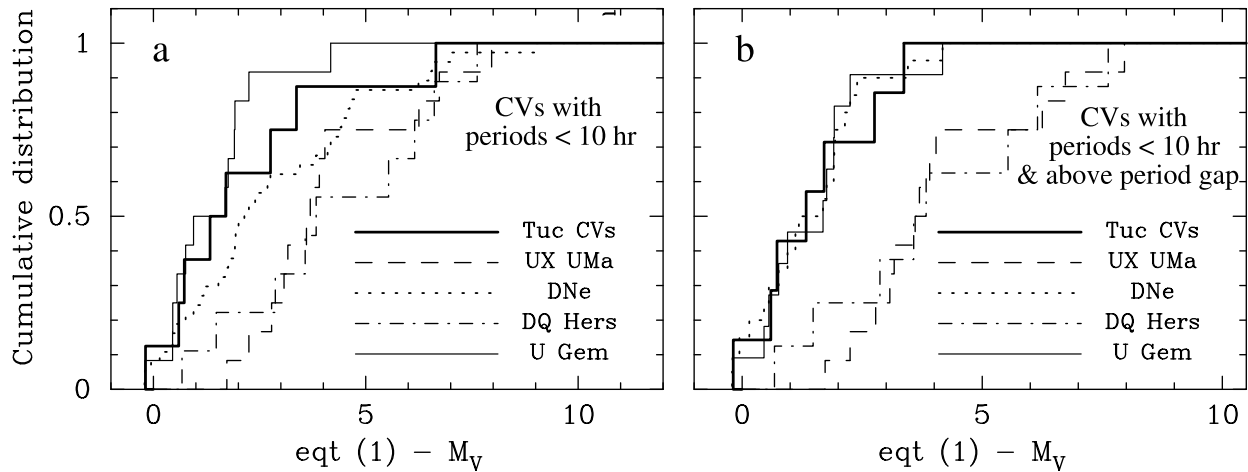 Cumulative distribution
1
0.5
0
a
CVs with
periods < 10 hr
Tuc CVs
UX UMa
DNe
DQ Hers
U Gem
0 5 10
eqt (1) − M_V
b
CVs with
periods < 10 hr
& above period gap
Tuc CVs
UX UMa
DNe
DQ Hers
U Gem
0 5 10
eqt (1) − M_V